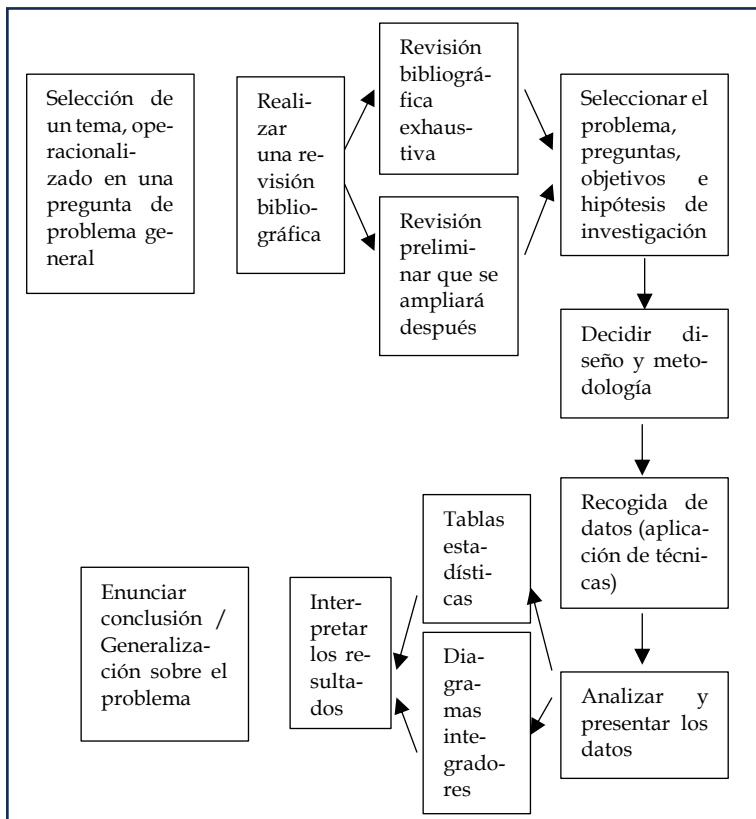 Selección de
un tema, ope-
racionali-
zado en una
pregunta de
problema ge-
neral
Reali-
zar
una re-
visión
biblio-
gráfica
Revisión
bibliográ-
fica
exhaus-
tiva
Revisión
prelimi-
nar que se
ampliará
después
Seleccionar el
problema,
preguntas,
objetivos e
hipótesis de
investigación
Decidir di-
seño y meto-
dología
Recogida de
datos (aplica-
ción de técni-
cas)
Analizar y
presentar los
datos
Tablas
esta-
dísti-
cas
Dia-
gra-
mas
inte-
grado-
res
Inter-
pretar
los re-
sulta-
dos
Enunciar
conclusión /
Generaliza-
ción sobre el
problema